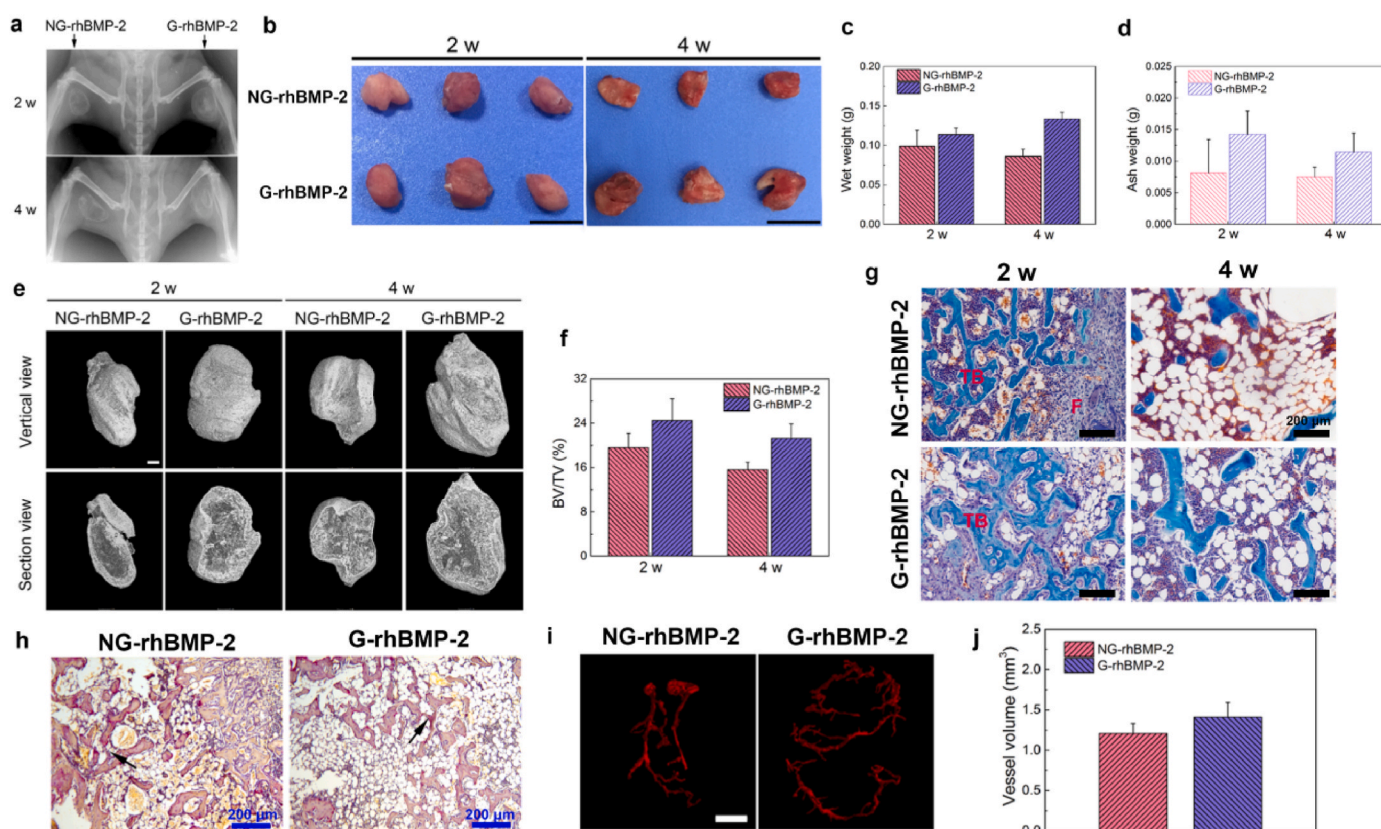 a
NG-rhBMP-2
G-rhBMP-2
2 w
4 w
b
2 w
4 w
NG-rhBMP-2
G-rhBMP-2
c
Wet weight (g)
0.20
0.15
0.10
0.05
0.00
NG-rhBMP-2
G-rhBMP-2
2 w
4 w
d
Ash weight (g)
0.025
0.020
0.015
0.010
0.005
0.000
NG-rhBMP-2
G-rhBMP-2
2 w
4 w
e
2 w
4 w
NG-rhBMP-2
G-rhBMP-2
NG-rhBMP-2
G-rhBMP-2
Vertical view
Section view
f
BV/TV (%)
32
24
16
8
0
NG-rhBMP-2
G-rhBMP-2
2 w
4 w
g
2 w
4 w
NG-rhBMP-2
G-rhBMP-2
TB
F
200 μm
TB
h
NG-rhBMP-2
G-rhBMP-2
200 μm
200 μm
i
NG-rhBMP-2
G-rhBMP-2
j
Vessel volume (mm³)
2.5
2.0
1.5
1.0
0.5
0.0
NG-rhBMP-2
G-rhBMP-2